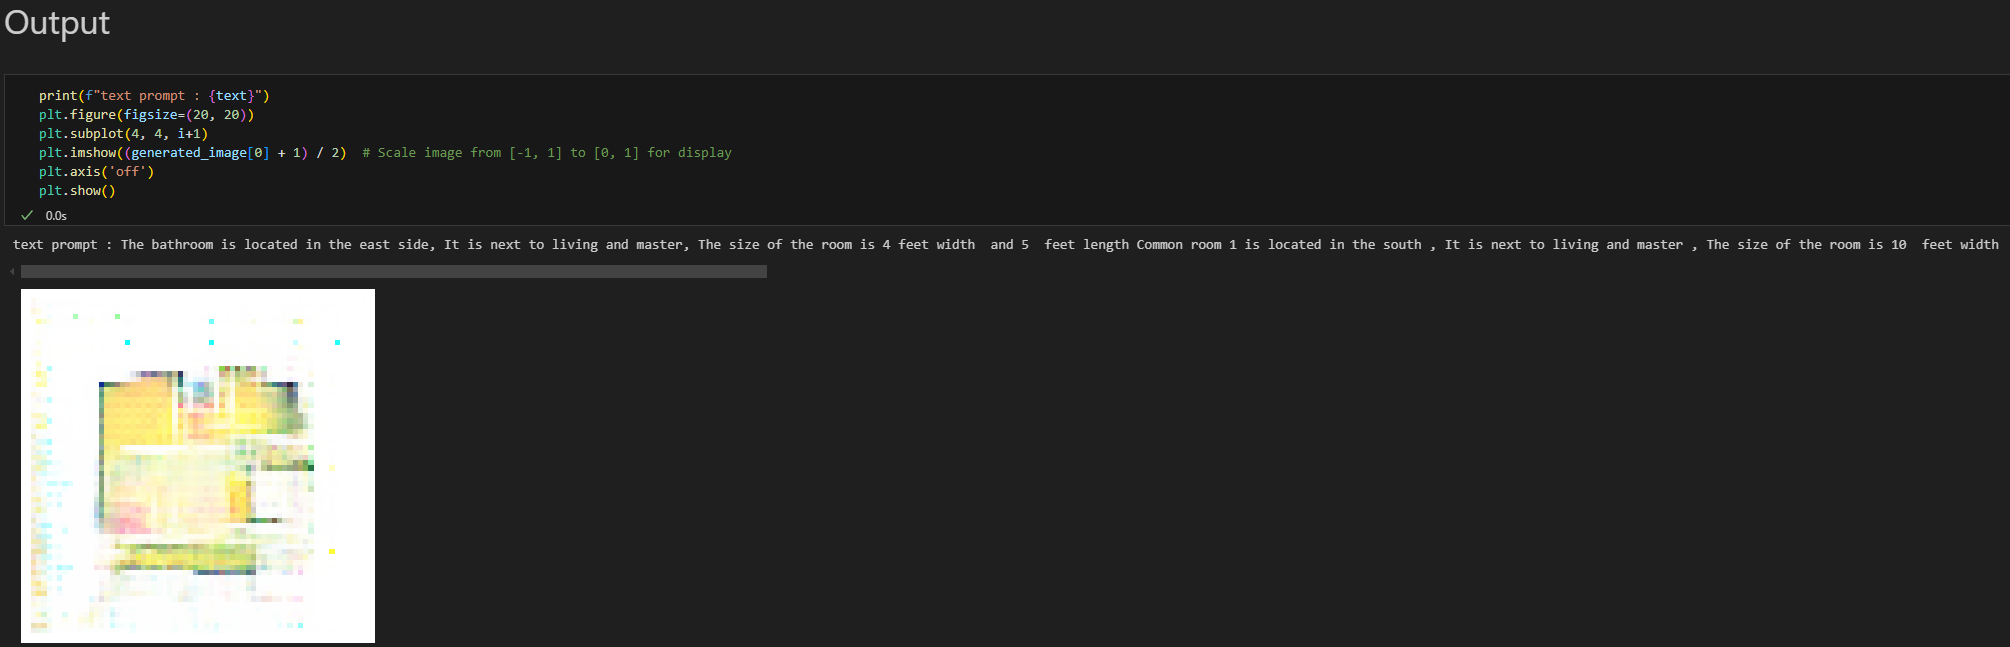 Output
print(f"text prompt : {text}")
plt.figure(figsize=(20, 20))
plt.subplot(4, 4, i+1)
plt.imshow((generated_image[0] + 1) / 2)  # Scale image from [-1, 1] to [0, 1] for display
plt.axis('off')
plt.show()
0.0s
text prompt : The bathroom is located in the east side, It is next to living and master, The size of the room is 4 feet width  and 5  feet length Common room 1 is located in the south , It is next to living and master , The size of the room is 10  feet width